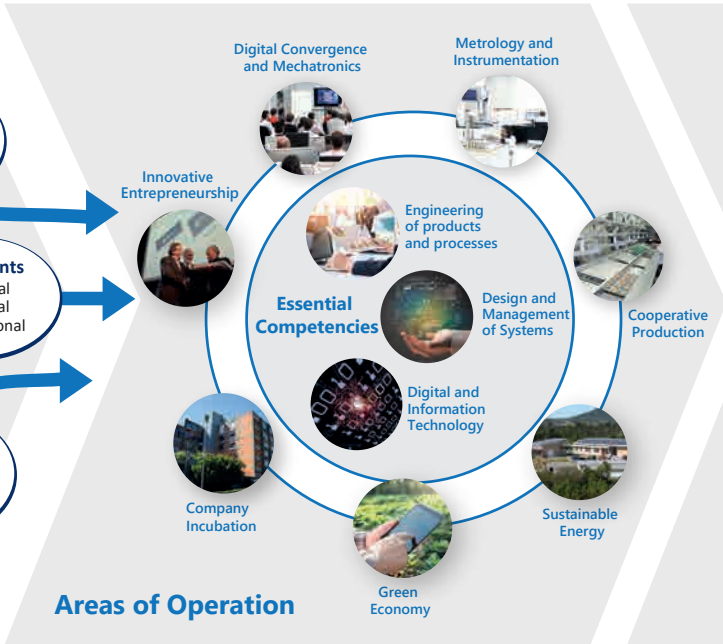 Digital Convergence
and Mechatronics
Metrology and
Instrumentation
Innovative
Entrepreneurship
Engineering
of products
and processes
Essential
Competencies
Design and
Management
of Systems
Digital and
Information
Technology
Cooperative
Production
Company
Incubation
Sustainable
Energy
Green
Economy
Areas of Operation